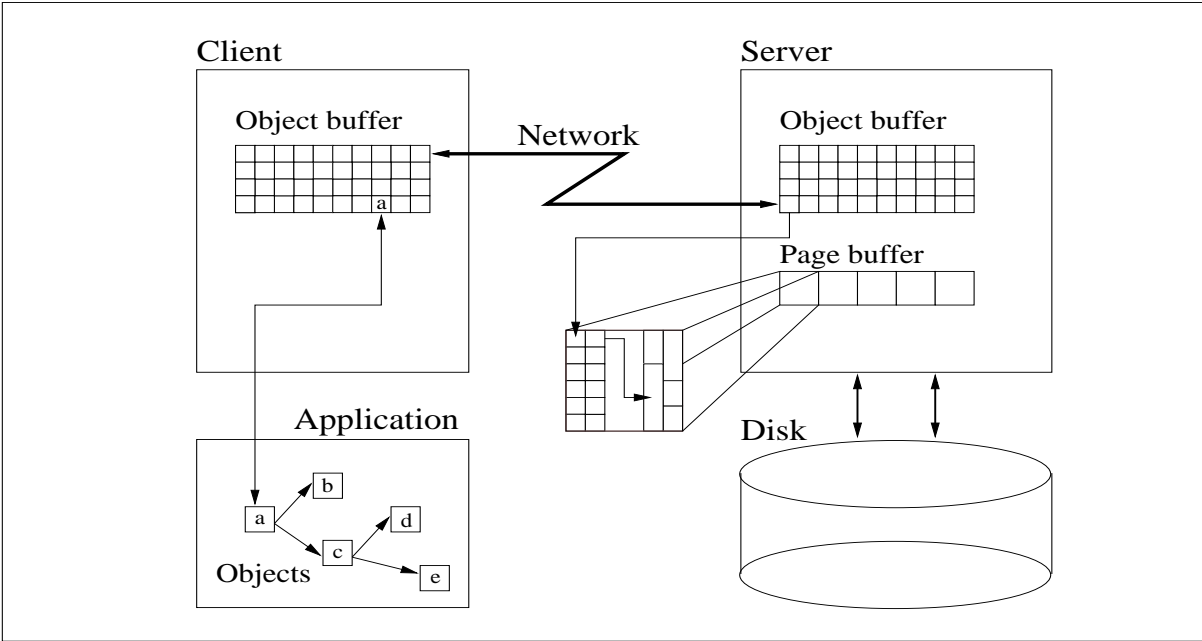 Client
Server
Object buffer
Object buffer
Network
a
Page buffer
Application
Disk
b
a
d
c
Objects
e